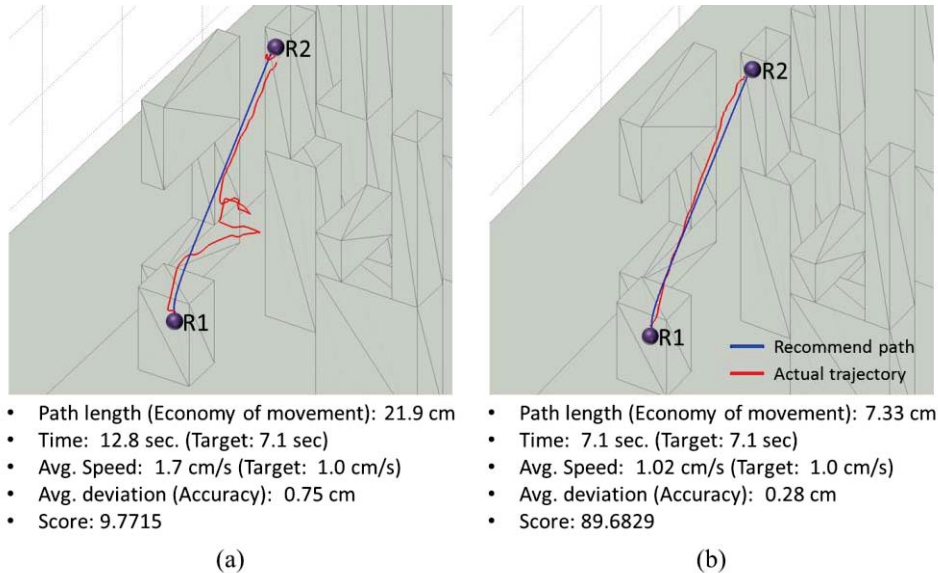 R2
R1
• Path length (Economy of movement): 21.9 cm
• Time: 12.8 sec. (Target: 7.1 sec)
• Avg. Speed: 1.7 cm/s (Target: 1.0 cm/s)
• Avg. deviation (Accuracy): 0.75 cm
• Score: 9.7715
(a)
R2
R1
Recommend path
Actual trajectory
• Path length (Economy of movement): 7.33 cm
• Time: 7.1 sec. (Target: 7.1 sec)
• Avg. Speed: 1.02 cm/s (Target: 1.0 cm/s)
• Avg. deviation (Accuracy): 0.28 cm
• Score: 89.6829
(b)